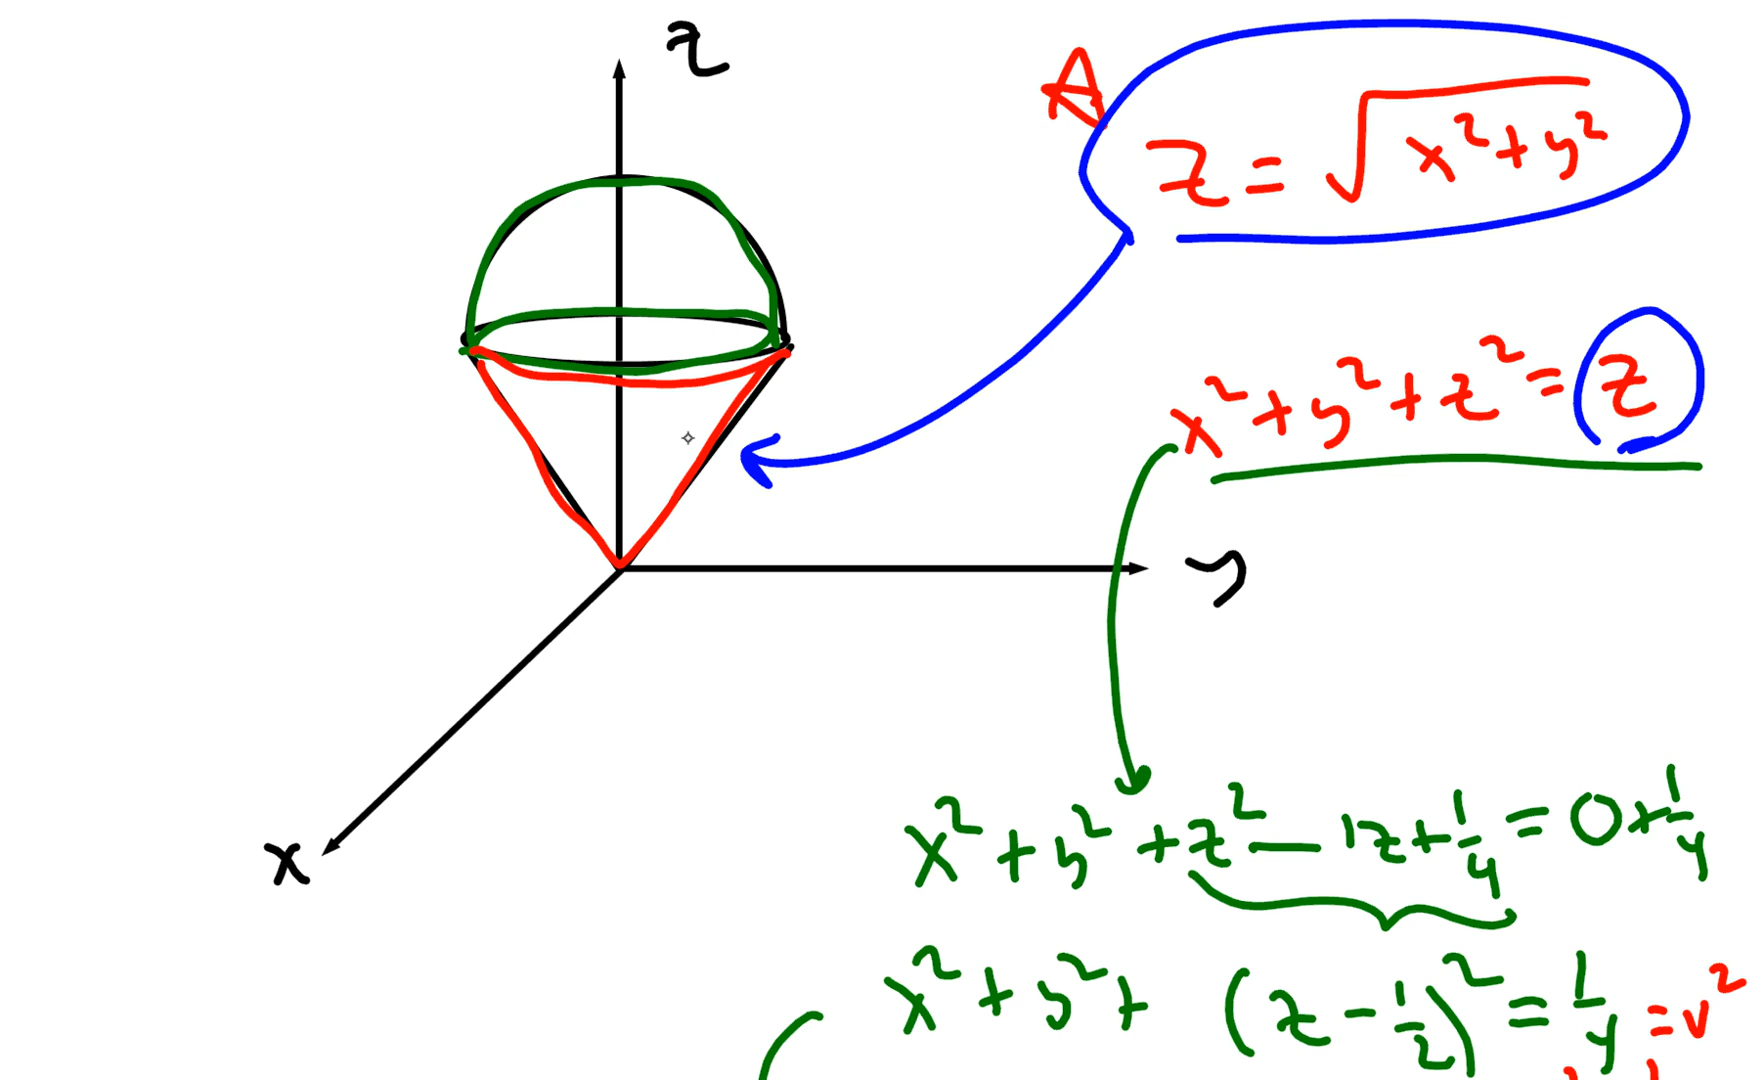 z
A
z = √x²+y²
x²+y²+z² = z
y
x
x²+y²+z²−1z+1/4 = 0+1/4
x²+y²+(z−1/2)² = 1/4 = r²